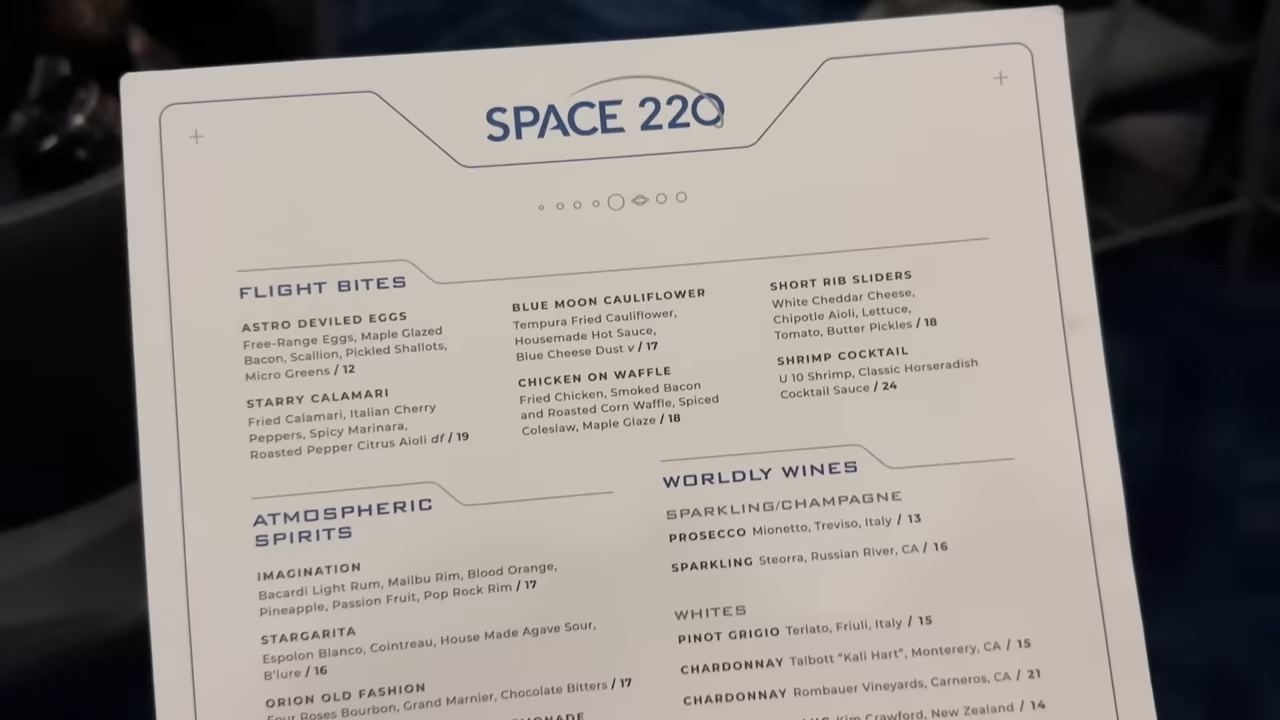 SPACE 220
FLIGHT BITES
ASTRO DEVILED EGGS
Free-Range Eggs, Maple Glazed
Bacon, Scallion, Pickled Shallots,
Micro Greens / 12
STARRY CALAMARI
Fried Calamari, Italian Cherry
Peppers, Spicy Marinara,
Roasted Pepper Citrus Aioli df / 19
BLUE MOON CAULIFLOWER
Tempura Fried Cauliflower,
Housemade Hot Sauce,
Blue Cheese Dust v / 17
CHICKEN ON WAFFLE
Fried Chicken, Smoked Bacon
and Roasted Corn Waffle, Spiced
Coleslaw, Maple Glaze / 18
SHORT RIB SLIDERS
White Cheddar Cheese,
Chipotle Aioli, Lettuce,
Tomato, Butter Pickles / 18
SHRIMP COCKTAIL
U 10 Shrimp, Classic Horseradish
Cocktail Sauce / 24
ATMOSPHERIC
SPIRITS
IMAGINATION
Bacardi Light Rum, Mailbu Rim, Blood Orange,
Pineapple, Passion Fruit, Pop Rock Rim / 17
STARGARITA
Espolon Blanco, Cointreau, House Made Agave Sour,
B'lure / 16
ORION OLD FASHION
Four Roses Bourbon, Grand Marnier, Chocolate Bitters / 17
WORLDLY WINES
SPARKLING/CHAMPAGNE
PROSECCO Mionetto, Treviso, Italy / 13
SPARKLING Steorra, Russian River, CA / 16
WHITES
PINOT GRIGIO Terlato, Friuli, Italy / 15
CHARDONNAY Talbott “Kali Hart”, Monterery, CA / 15
CHARDONNAY Rombauer Vineyards, Carneros, CA / 21
Kim Crawford, New Zealand / 14